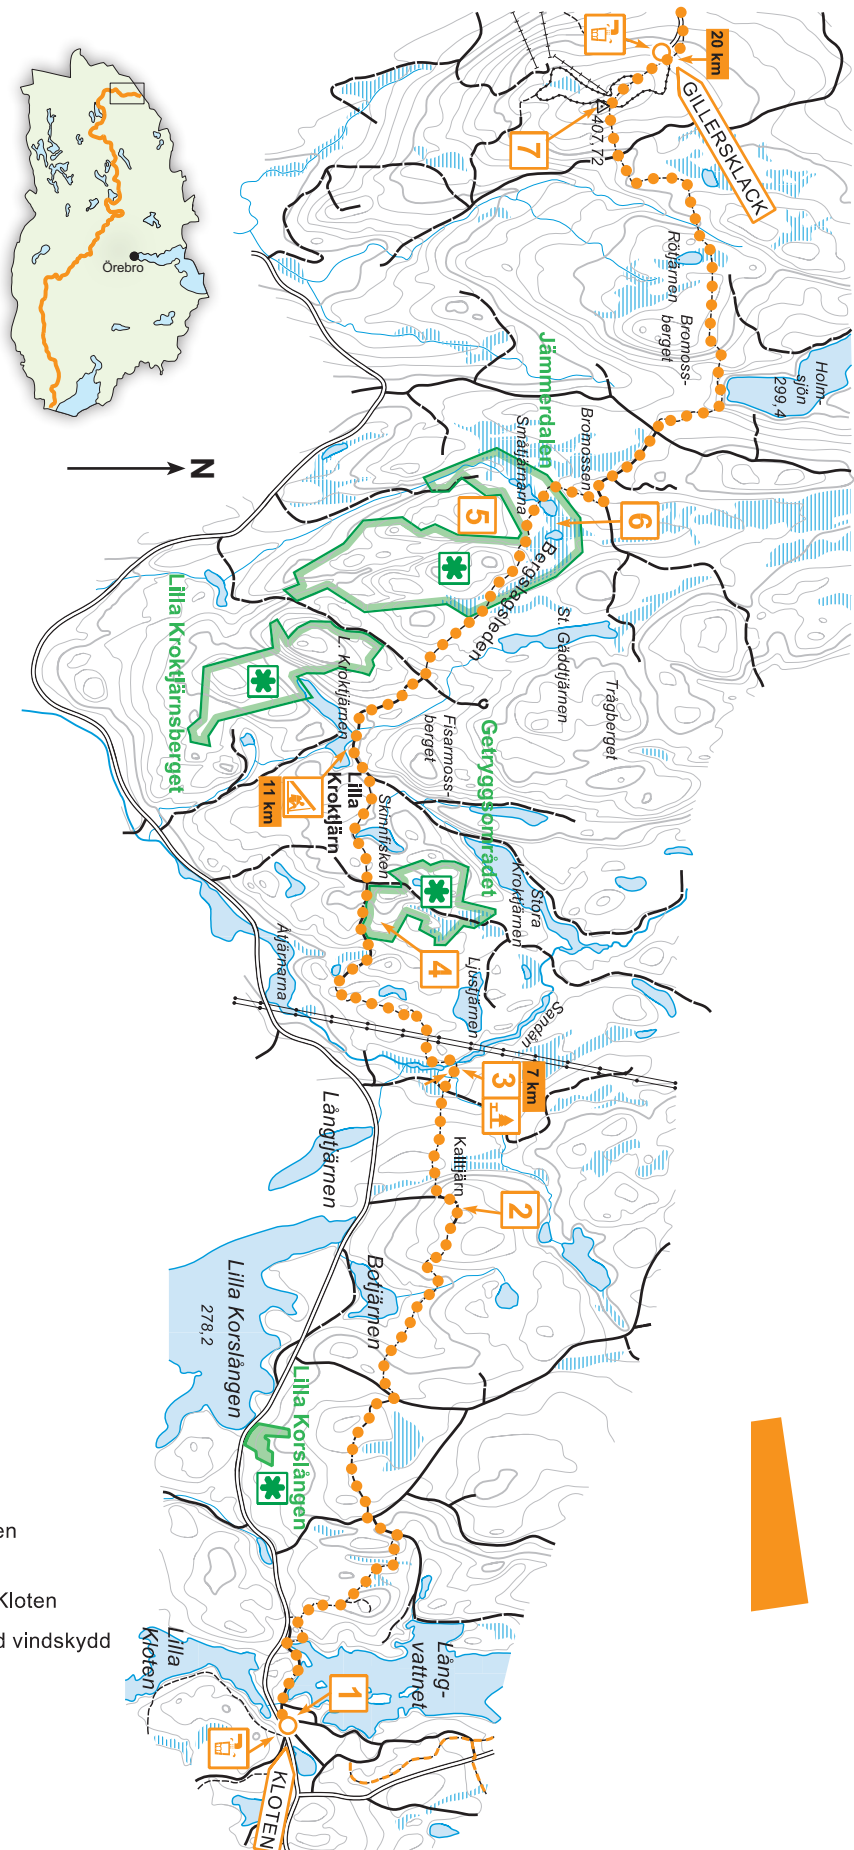 20 km
GILLERSKLACK
407,72
7
Rötjärnen
Bromoss-
berget
Holm-
sjön
299,4
Örebro
N
Jämmerdalen
Småtjärnarna
Bromossen
6
5
Bergslagsleden
St. Gäddtjärnen
Trågberget
Lilla Kroktjärnsberget
L. Kroktjärnen
Fisarmoss-
berget
Getryggsområdet
11 km
Lilla
Kroktjärn
Skinnfisken
Stora
Kroktjärnen
4
Ljustjärnen
Åtjärnarna
Sandån
7 km
3
Långtjärnen
Kalltjärn
2
Botjärnen
Lilla Korslången
278,2
Lilla Korslången
en
Kloten
d vindskydd
Lilla
Kloten
Lång-
vattnet
1
KLOTEN